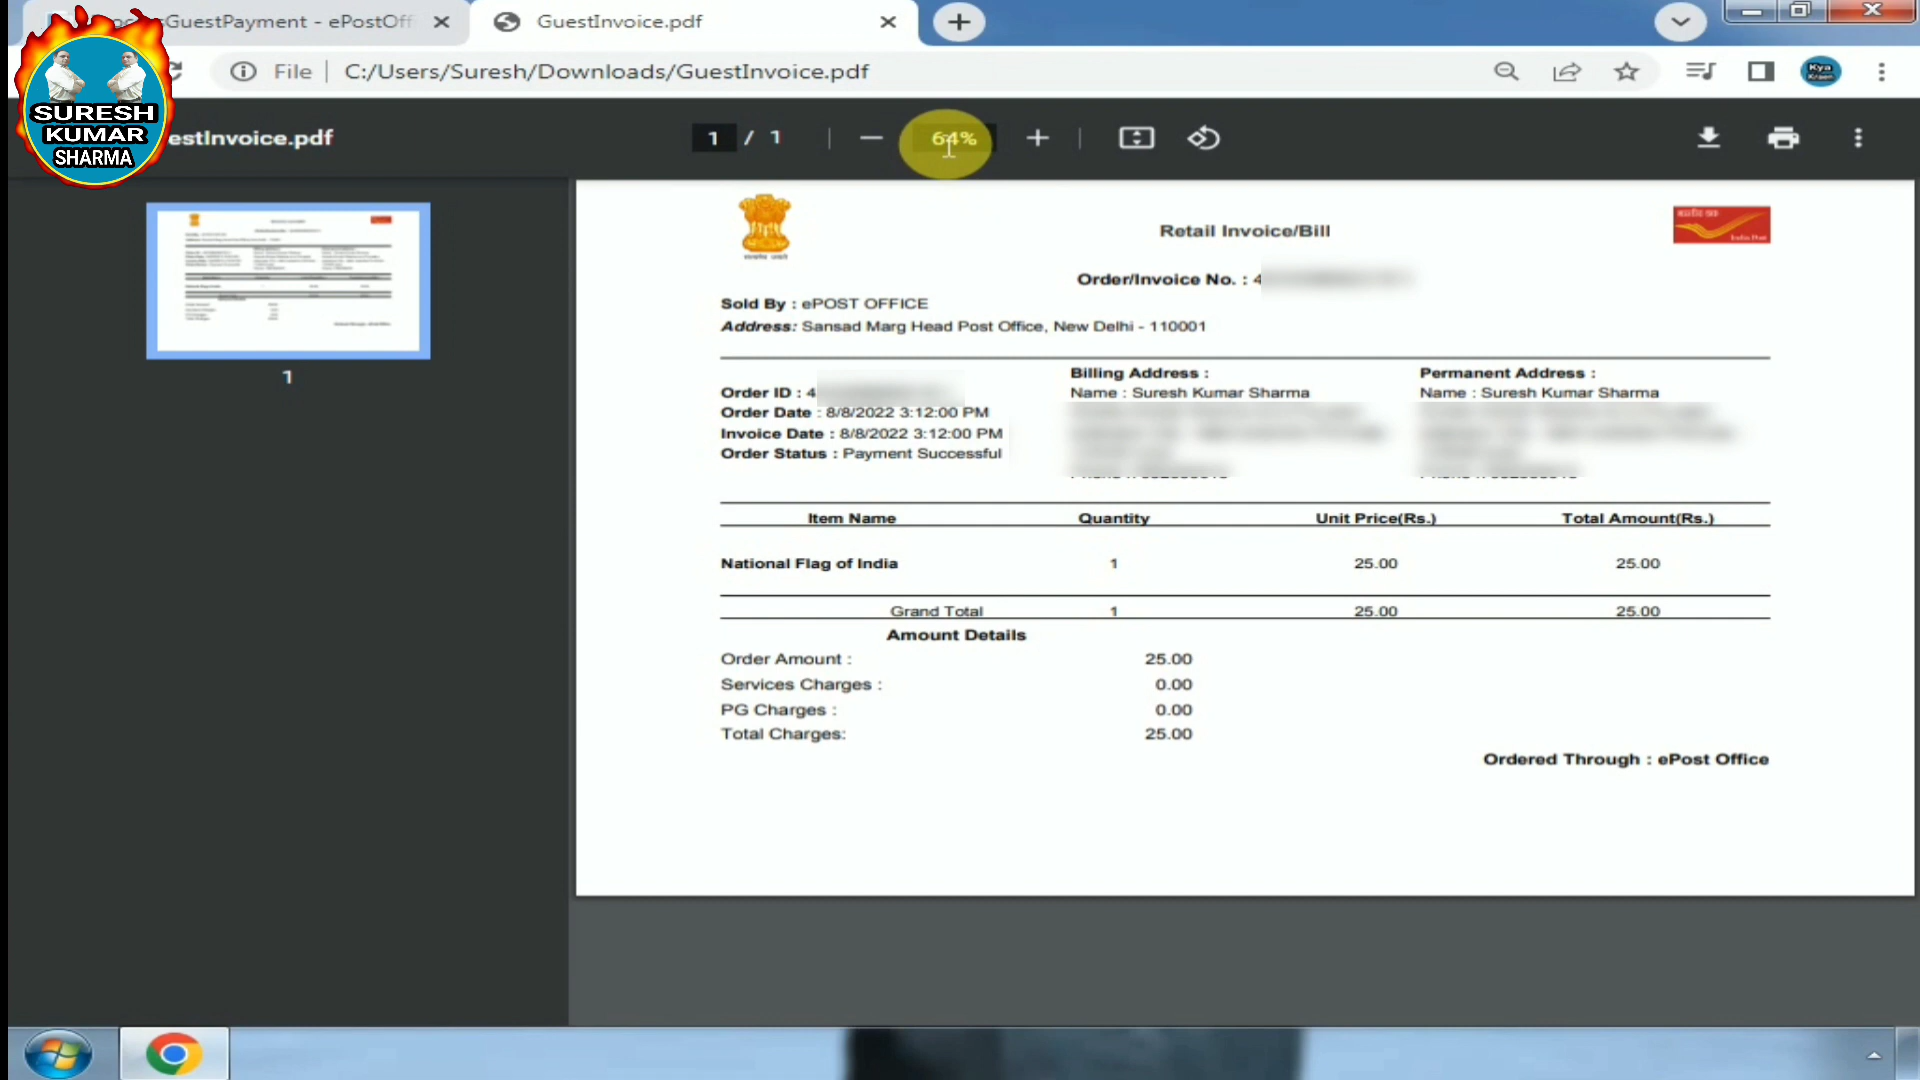 GuestPayment - ePostOff
GuestInvoice.pdf
File
C:/Users/Suresh/Downloads/GuestInvoice.pdf
Kya
SURESH
KUMAR
SHARMA
estInvoice.pdf
1 / 1
64%
Retail Invoice/Bill
India Post
Order/Invoice No. : 4
Sold By : ePOST OFFICE
Address: Sansad Marg Head Post Office, New Delhi - 110001
Billing Address :
Permanent Address :
Order ID : 4
Name : Suresh Kumar Sharma
Name : Suresh Kumar Sharma
Order Date : 8/8/2022 3:12:00 PM
Invoice Date : 8/8/2022 3:12:00 PM
Order Status : Payment Successful
1
Item Name Quantity Unit Price(Rs.) Total Amount(Rs.)
National Flag of India 1 25.00 25.00
Grand Total 1 25.00 25.00
Amount Details
Order Amount : 25.00
Services Charges : 0.00
PG Charges : 0.00
Total Charges: 25.00
Ordered Through : ePost Office